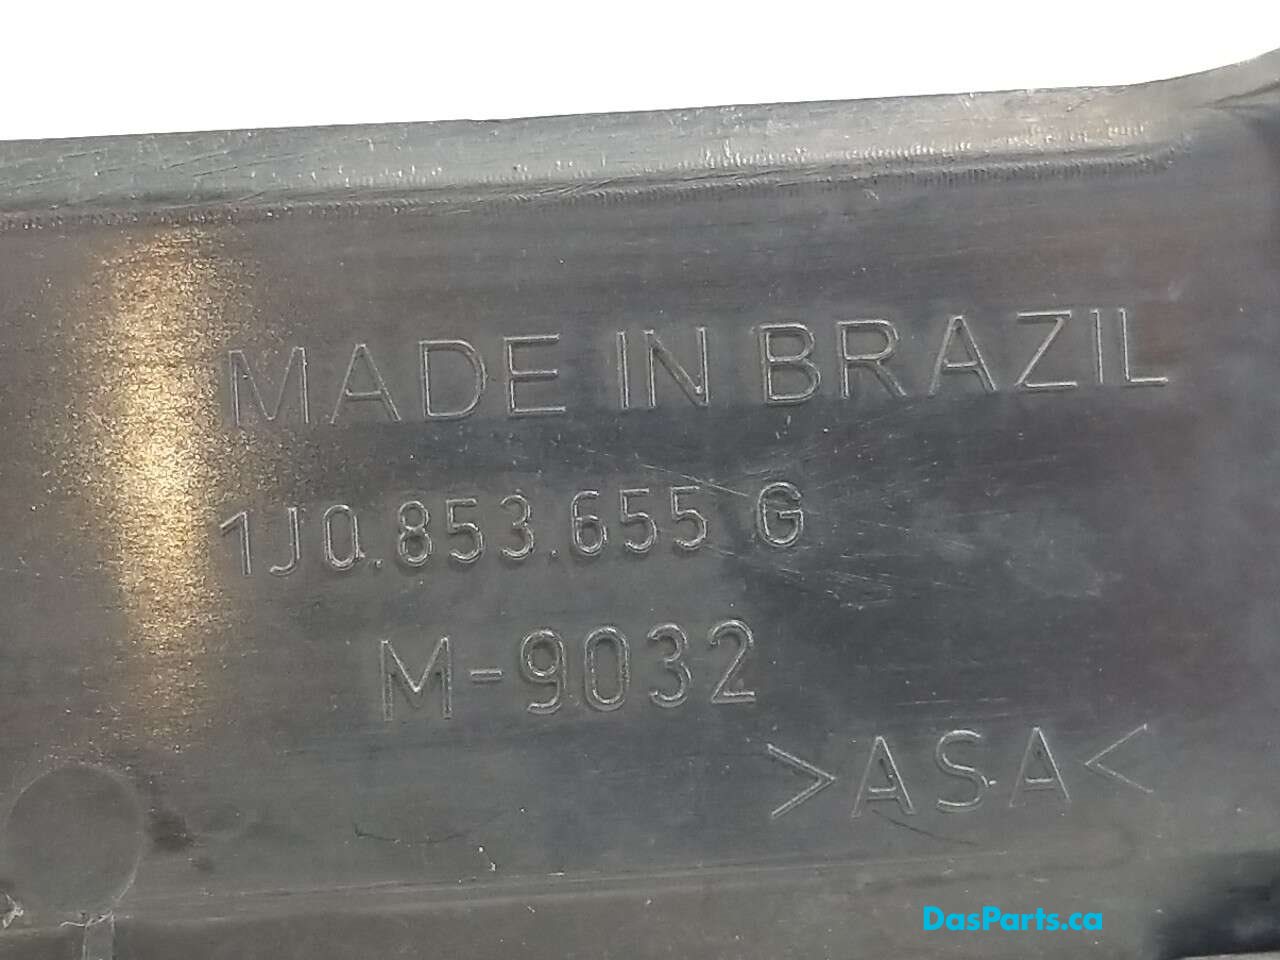 MADE IN BRAZIL
1J0.853.655 G
M-9032
>ASA<
DasParts.ca